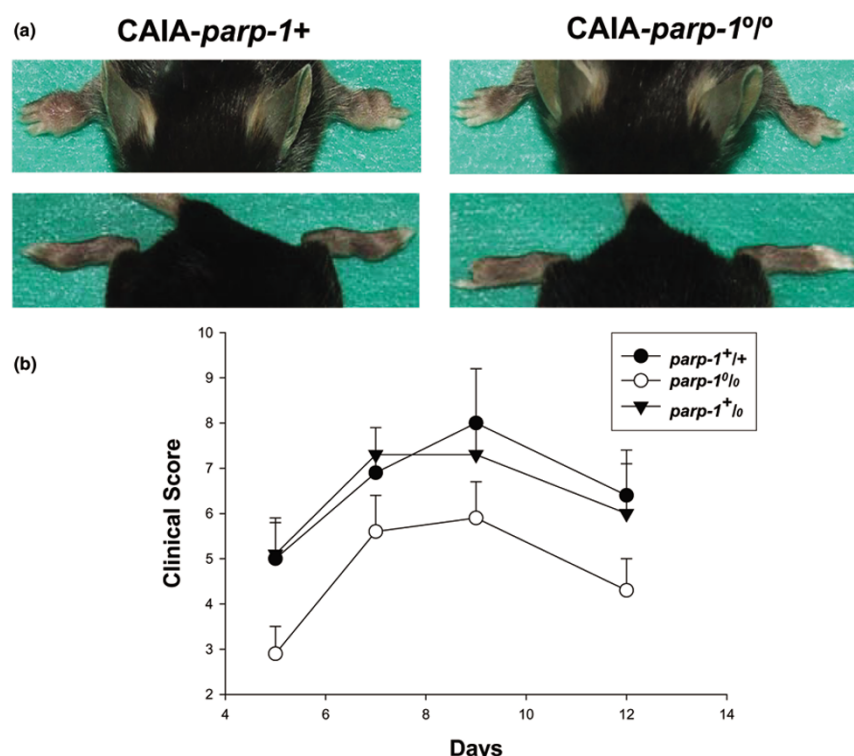 (a)
CAIA-parp-1+
CAIA-parp-1º/º
(b)
10
9
8
7
6
5
4
3
2
Clinical Score
parp-1⁺/+
parp-1⁰/₀
parp-1⁺/₀
4 6 8 10 12 14
Days